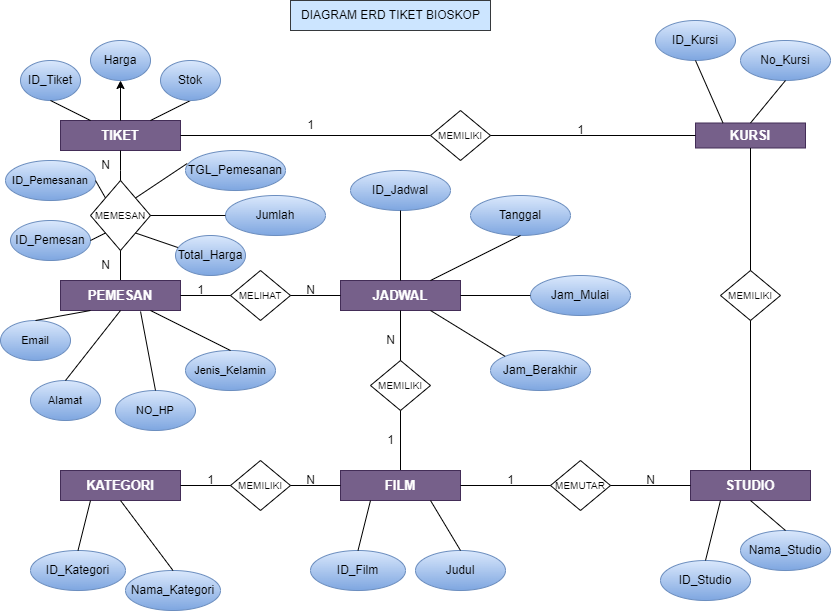 DIAGRAM ERD TIKET BIOSKOP
ID_Tiket
Harga
Stok
ID_Kursi
No_Kursi
TIKET
1
MEMILIKI
1
KURSI
N
ID_Pemesanan
TGL_Pemesanan
MEMESAN
Jumlah
ID_Pemesan
Total_Harga
N
ID_Jadwal
Tanggal
PEMESAN
1
MELIHAT
N
JADWAL
Jam_Mulai
MEMILIKI
Email
Alamat
NO_HP
Jenis_Kelamin
N
MEMILIKI
1
Jam_Berakhir
KATEGORI
1
MEMILIKI
N
FILM
1
MEMUTAR
N
STUDIO
ID_Kategori
Nama_Kategori
ID_Film
Judul
ID_Studio
Nama_Studio